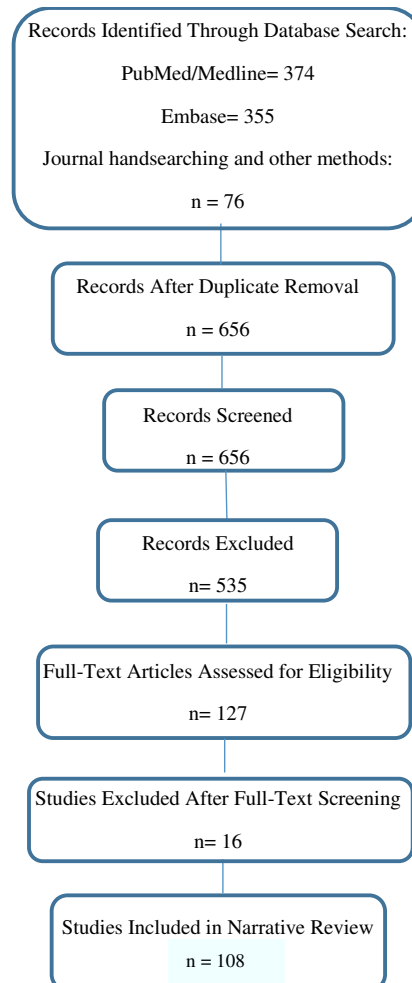 Records Identified Through Database Search:
PubMed/Medline= 374
Embase= 355
Journal handsearching and other methods:
n = 76
Records After Duplicate Removal
n = 656
Records Screened
n = 656
Records Excluded
n= 535
Full-Text Articles Assessed for Eligibility
n= 127
Studies Excluded After Full-Text Screening
n= 16
Studies Included in Narrative Review
n = 108